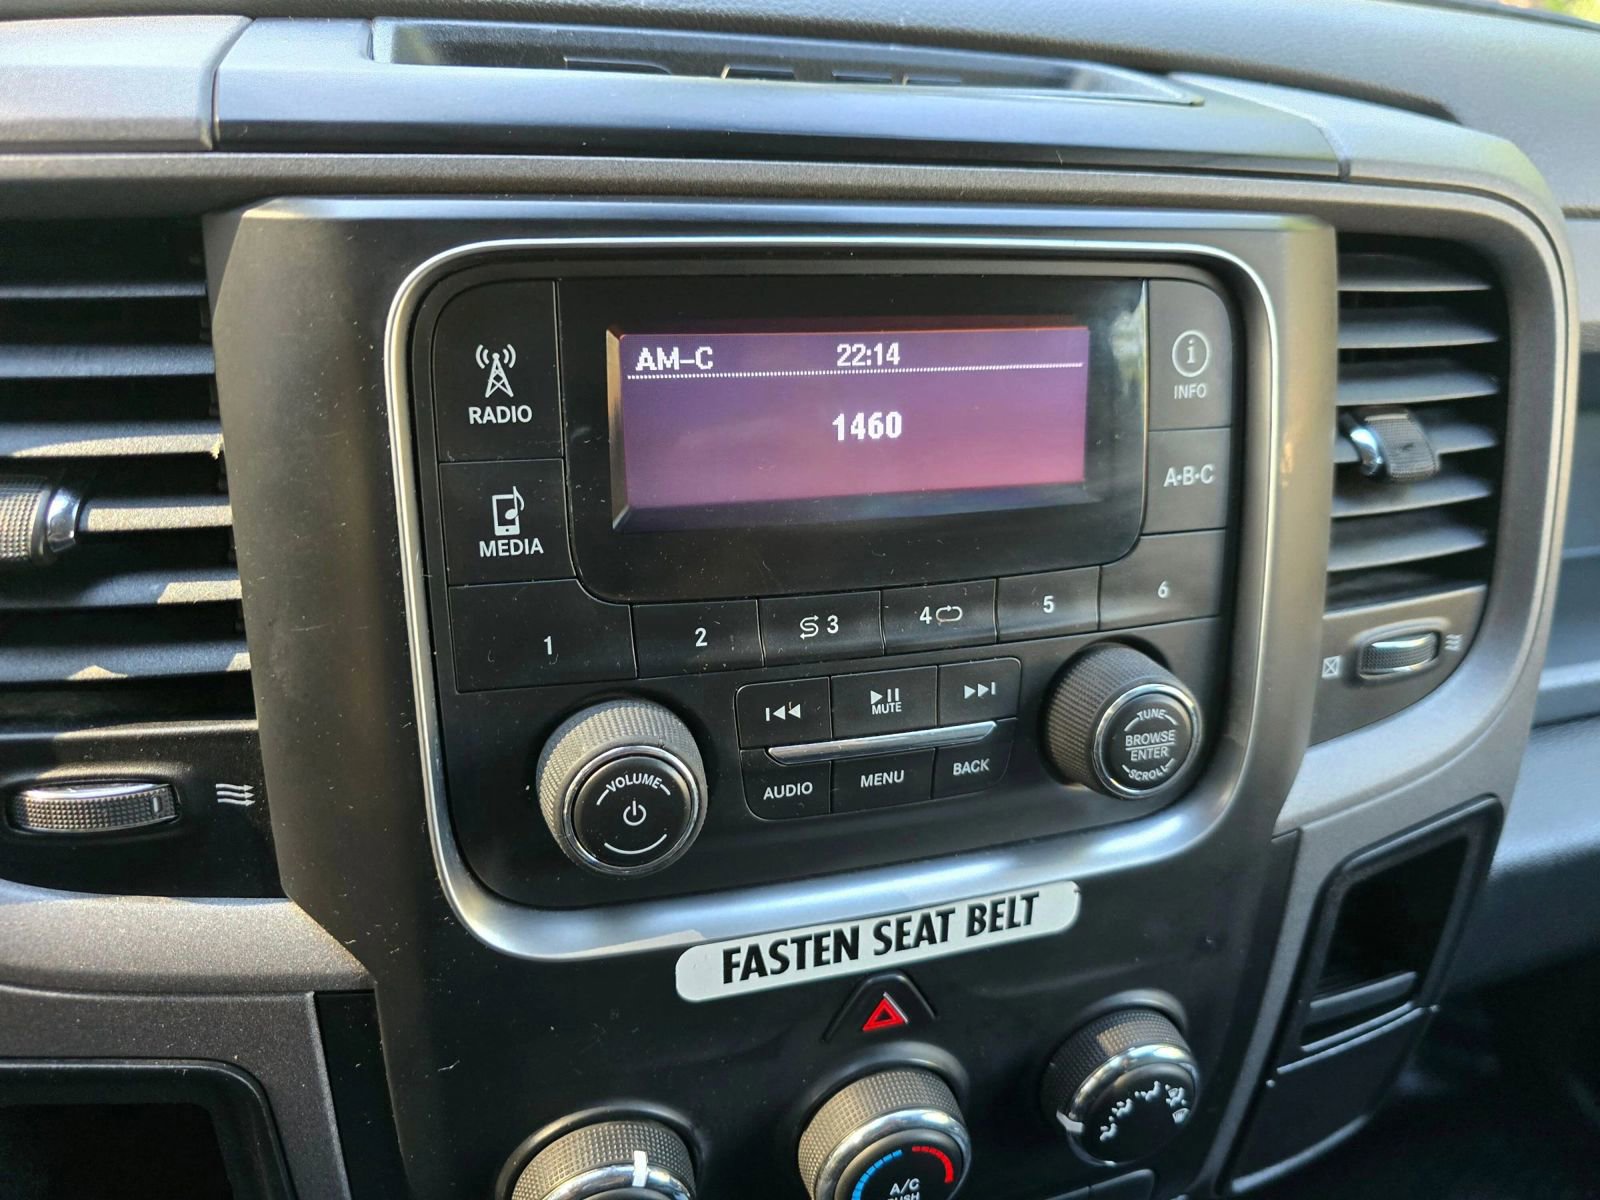 AM-C 22:14
1460
RADIO
MEDIA
i
INFO
A·B·C
1 2 3 4 5 6
MUTE
AUDIO MENU BACK
VOLUME
TUNE
BROWSE
ENTER
SCROLL
FASTEN SEAT BELT
A/C
PUSH